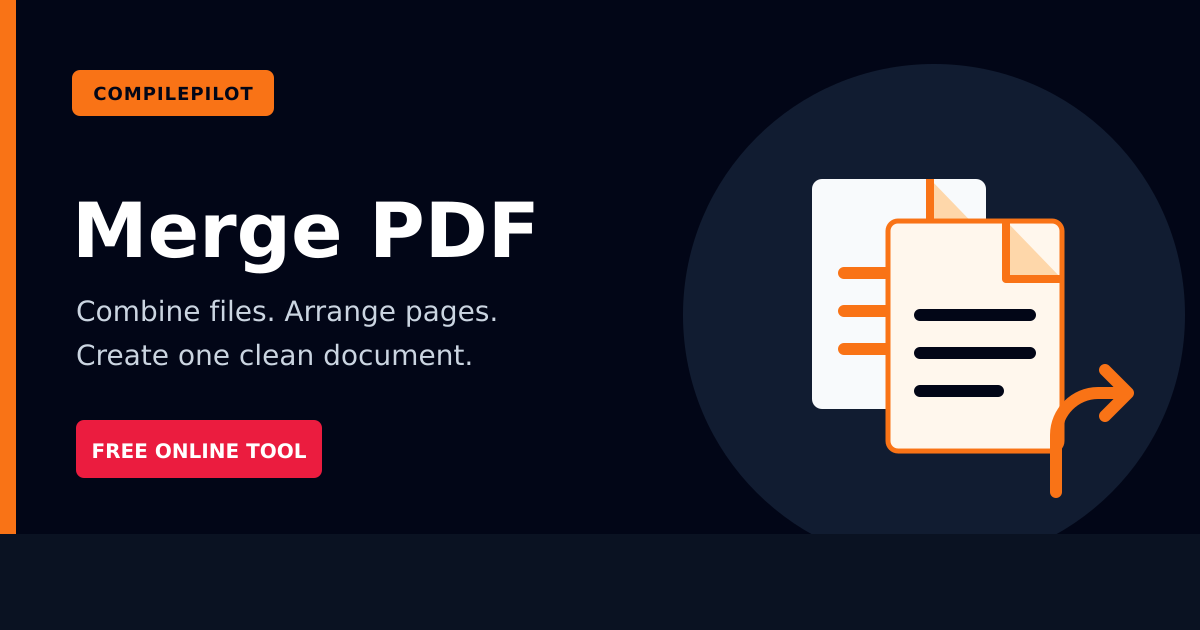 COMPILEPILOT
Merge PDF
Combine files. Arrange pages.
Create one clean document.
FREE ONLINE TOOL